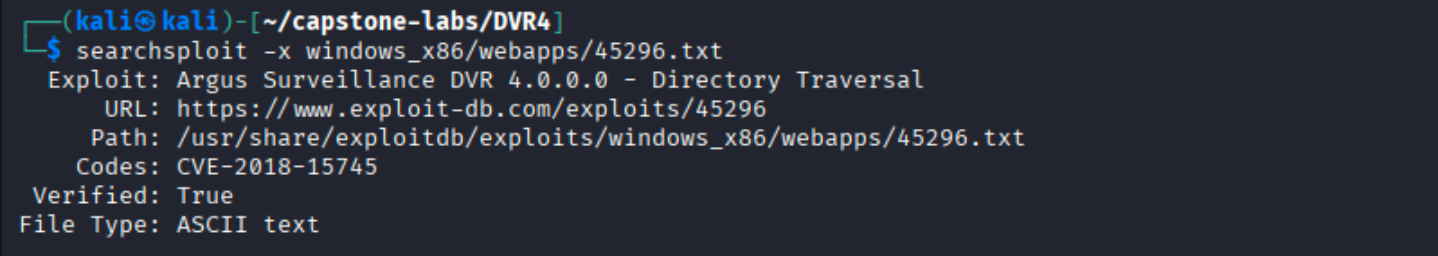 ┌──(kali㉿kali)-[~/capstone-labs/DVR4]
└─$ searchsploit -x windows_x86/webapps/45296.txt
  Exploit: Argus Surveillance DVR 4.0.0.0 - Directory Traversal
      URL: https://www.exploit-db.com/exploits/45296
     Path: /usr/share/exploitdb/exploits/windows_x86/webapps/45296.txt
    Codes: CVE-2018-15745
 Verified: True
File Type: ASCII text